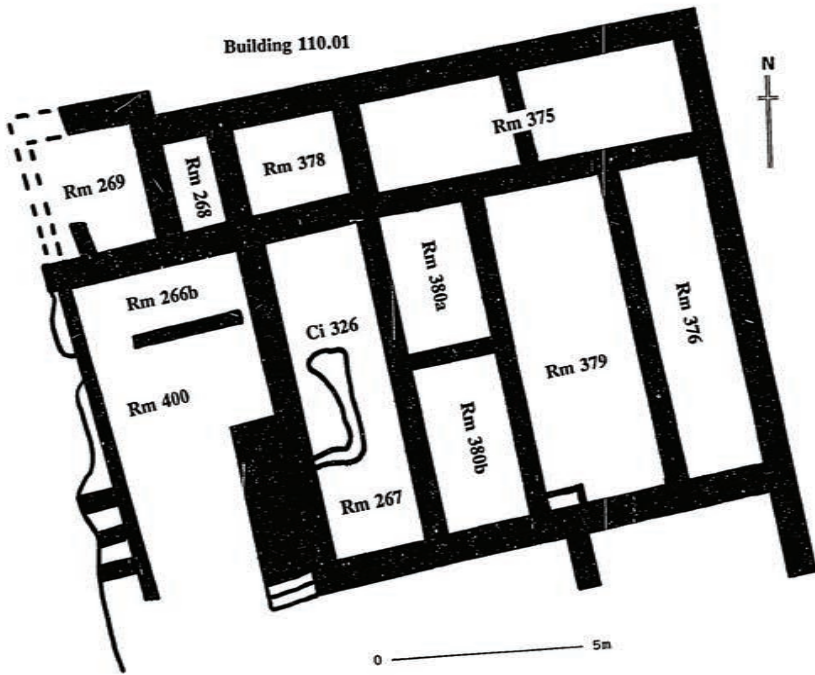 Building 110.01
N
Rm 375
Rm 269
Rm 268
Rm 378
Rm 266b
Rm 380a
Ci 326
Rm 376
Rm 379
Rm 400
Rm 380b
Rm 267
0
5m